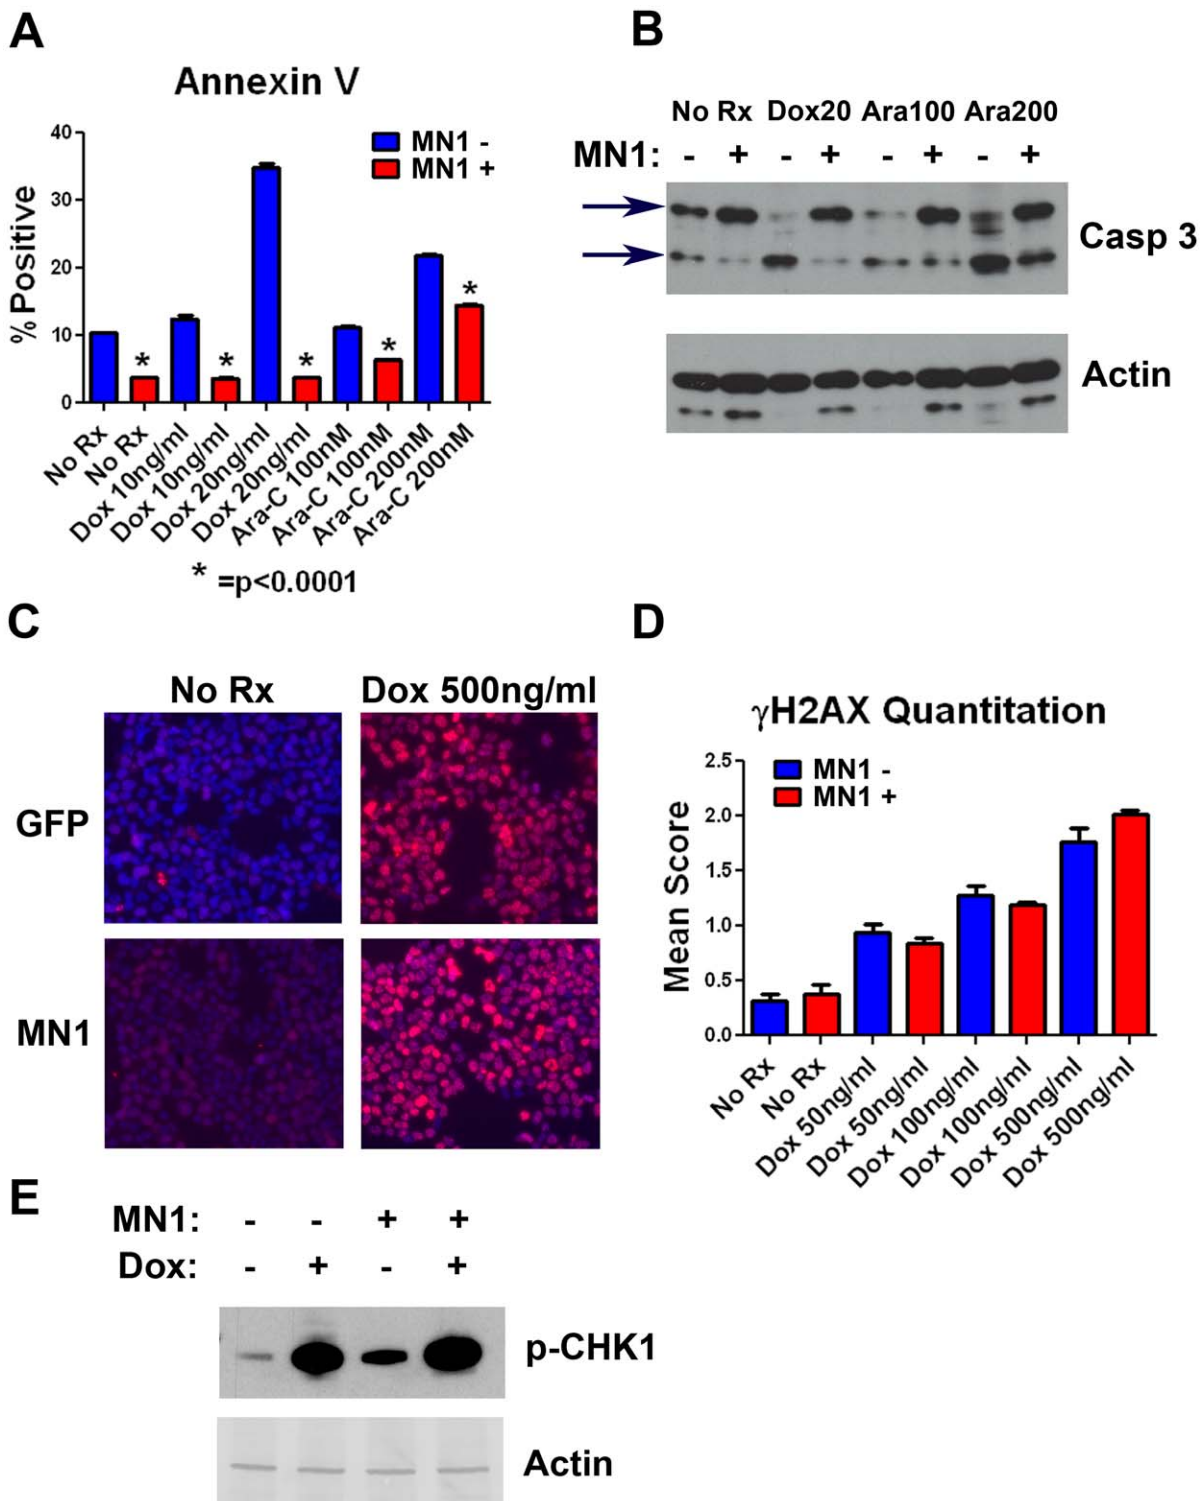 A
Annexin V
MN1 -
MN1 +
% Positive
40
30
20
10
0
*
*
*
*
*
No Rx
No Rx
Dox 10ng/ml
Dox 10ng/ml
Dox 20ng/ml
Dox 20ng/ml
Ara-C 100nM
Ara-C 100nM
Ara-C 200nM
Ara-C 200nM
* =p<0.0001
B
No Rx Dox20 Ara100 Ara200
MN1: - + - + - + - +
Casp 3
Actin
C
No Rx Dox 500ng/ml
GFP
MN1
D
γH2AX Quantitation
MN1 -
MN1 +
Mean Score
2.5
2.0
1.5
1.0
0.5
0.0
No Rx
No Rx
Dox 50ng/ml
Dox 50ng/ml
Dox 100ng/ml
Dox 100ng/ml
Dox 500ng/ml
Dox 500ng/ml
E
MN1: - - + +
Dox: - + - +
p-CHK1
Actin